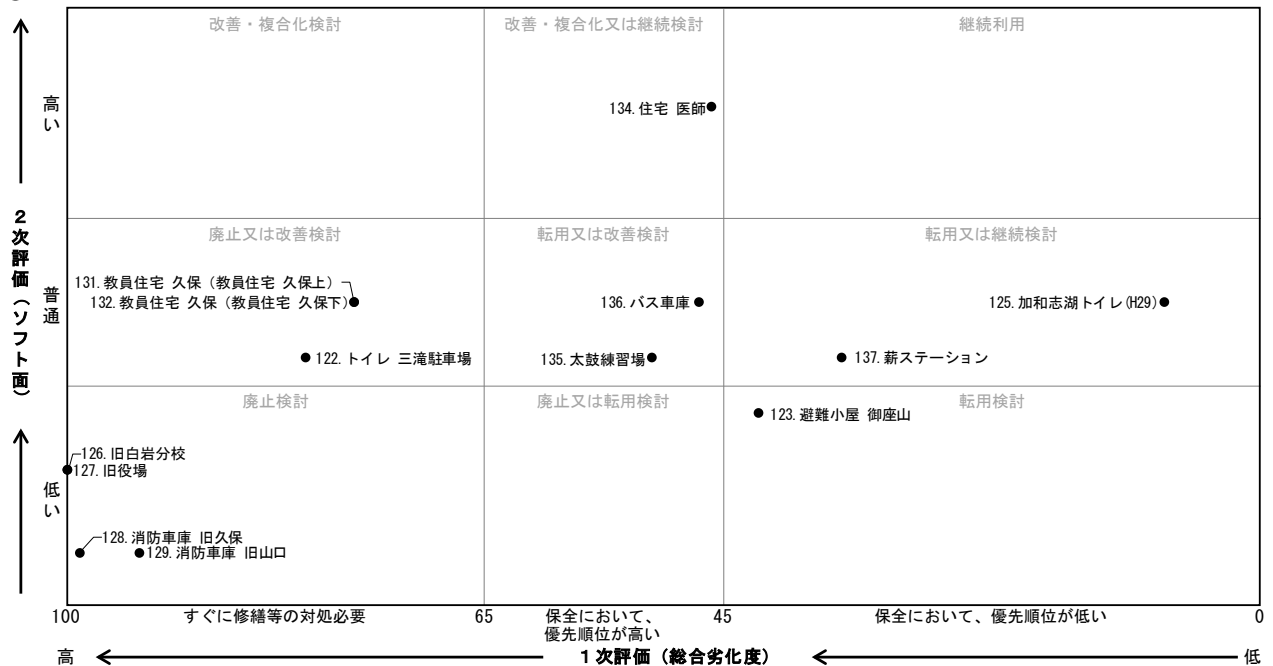 改善・複合化検討
改善・複合化又は継続検討
継続利用
高い
134.住宅 医師
2次評価（ソフト面）
廃止又は改善検討
転用又は改善検討
転用又は継続検討
普通
131.教員住宅 久保（教員住宅 久保上）
132.教員住宅 久保（教員住宅 久保下）
136.バス車庫
125.加和志湖トイレ(H29)
122.トイレ 三滝駐車場
135.太鼓練習場
137.薪ステーション
廃止検討
廃止又は転用検討
転用検討
123.避難小屋 御座山
低い
126.旧白岩分校
127.旧役場
128.消防車庫 旧久保
129.消防車庫 旧山口
100
すぐに修繕等の対処必要
65
保全において、
優先順位が高い
45
保全において、優先順位が低い
0
高
1次評価（総合劣化度）
低